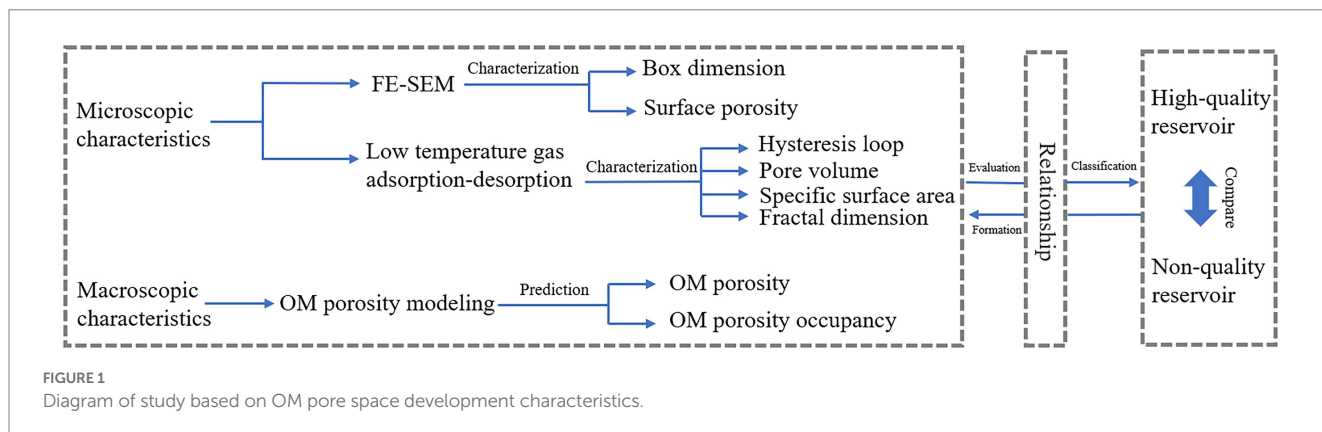 Microscopic
characteristics
FE-SEM
Characterization
Box dimension
Surface porosity
Low temperature gas
adsorption-desorption
Characterization
Hysteresis loop
Pore volume
Specific surface area
Fractal dimension
Macroscopic
characteristics
OM porosity modeling
Prediction
OM porosity
OM porosity occupancy
Evaluation
Formation
Relationship
Classification
High-quality
reservoir
Compare
Non-quality
reservoir
FIGURE 1
Diagram of study based on OM pore space development characteristics.